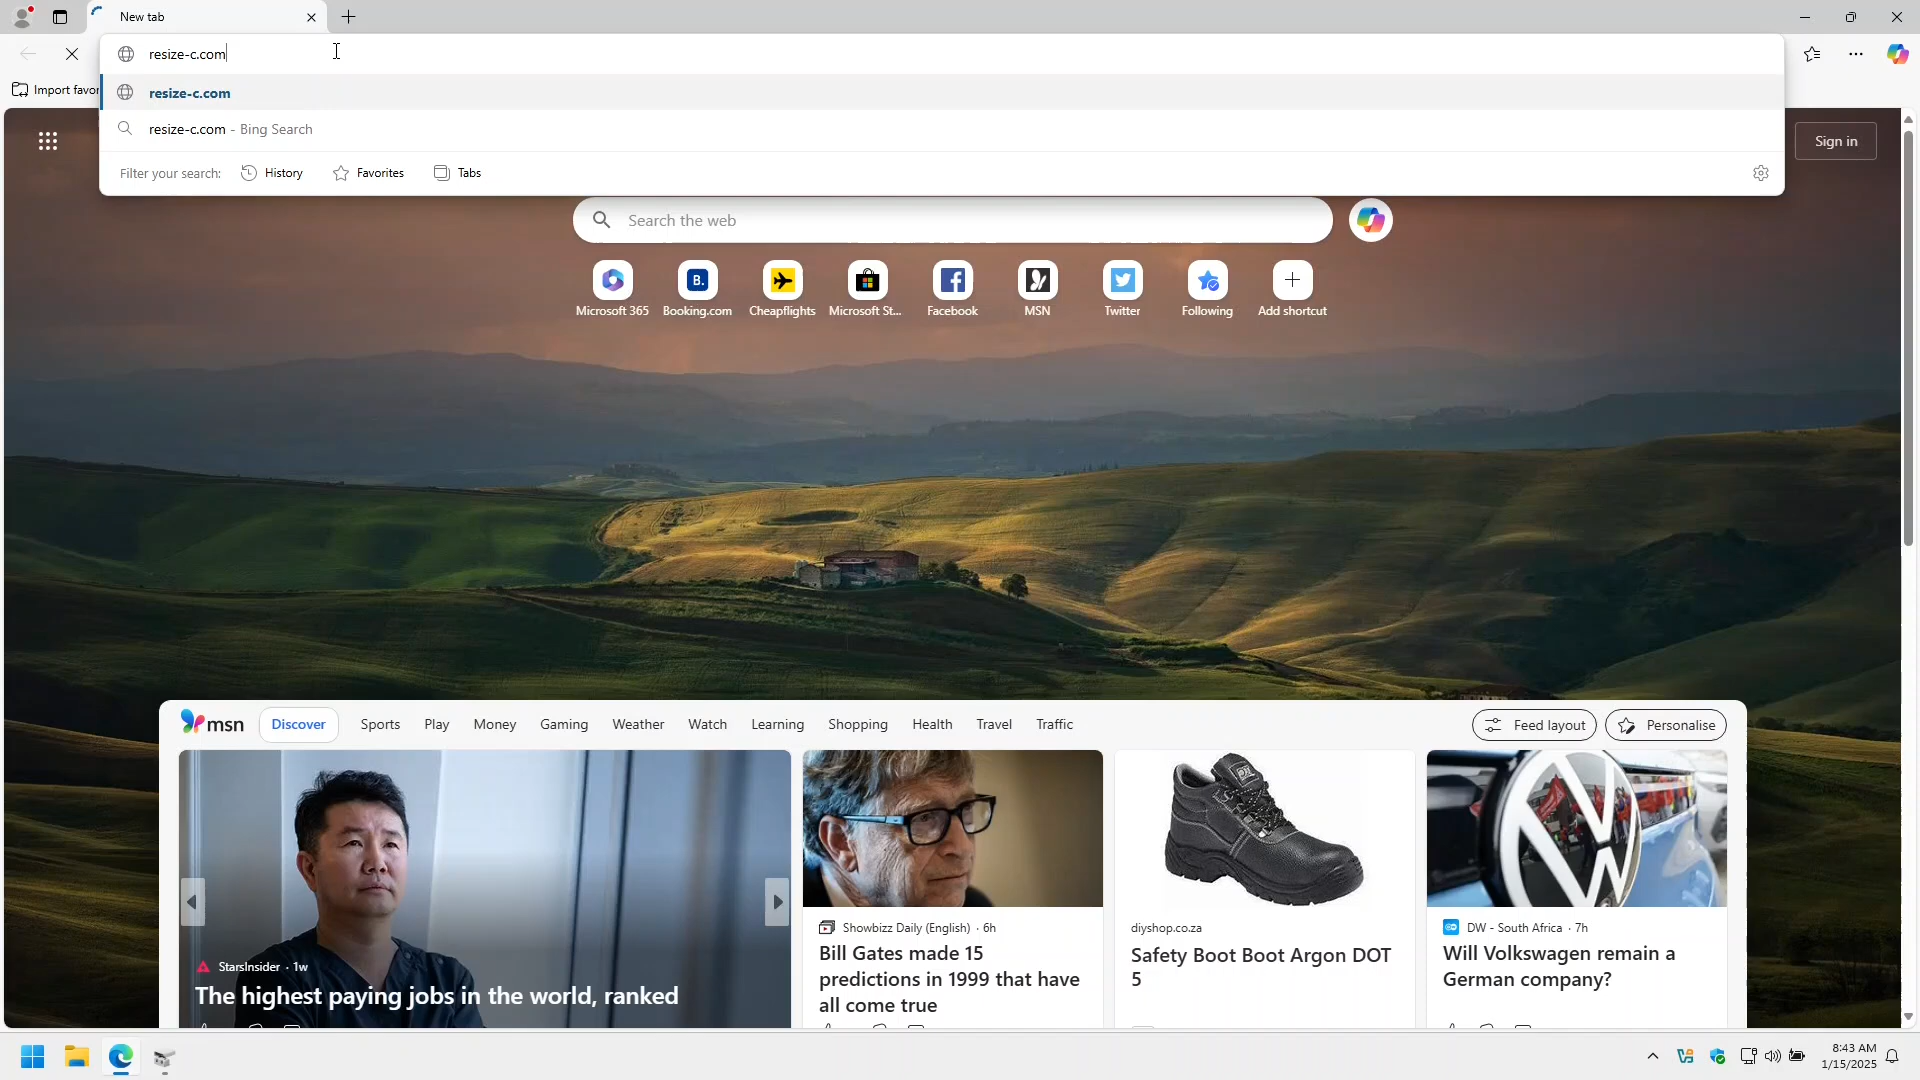 New tab
resize-c.com
Import favor
resize-c.com
resize-c.com - Bing Search
Filter your search:
History
Favorites
Tabs
Sign in
Search the web
B.
Microsoft 365
Booking.com
Cheapflights
Microsoft St...
Facebook
MSN
Twitter
Following
Add shortcut
msn
Discover
Sports
Play
Money
Gaming
Weather
Watch
Learning
Shopping
Health
Travel
Traffic
Feed layout
Personalise
StarsInsider · 1w
The highest paying jobs in the world, ranked
Showbizz Daily (English) · 6h
Bill Gates made 15
predictions in 1999 that have
all come true
diyshop.co.za
Safety Boot Boot Argon DOT
5
DW - South Africa · 7h
Will Volkswagen remain a
German company?
8:43 AM
1/15/2025